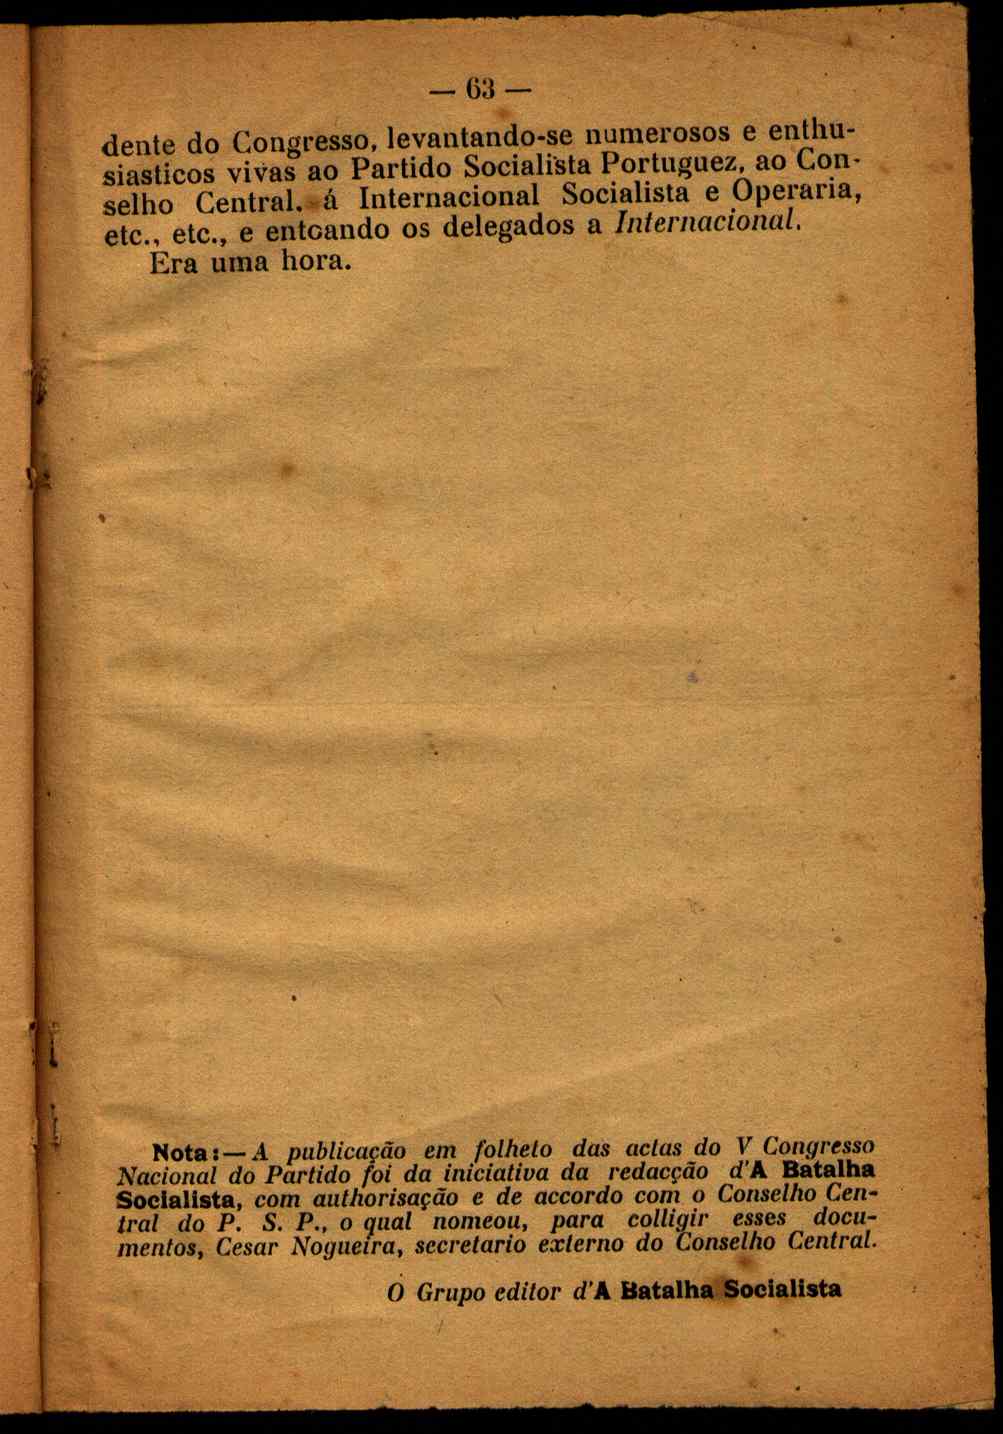 — 63 —
dente do Congresso, levantando-se numerosos e enthu-
siasticos vivas ao Partido Socialista Portuguez, ao Con-
selho Central, á Internacional Socialista e Operaria,
etc., etc., e entoando os delegados a Internacional.
Era uma hora.
Nota:—A publicação em folheto das actas do V Congresso
Nacional do Partido foi da iniciativa da redacção d'A Batalha
Socialista, com authorisação e de accordo com o Conselho Cen-
tral do P. S. P., o qual nomeou, para colligir esses docu-
mentos, Cesar Nogueira, secretario externo do Conselho Central.
O Grupo editor d'A Batalha Socialista